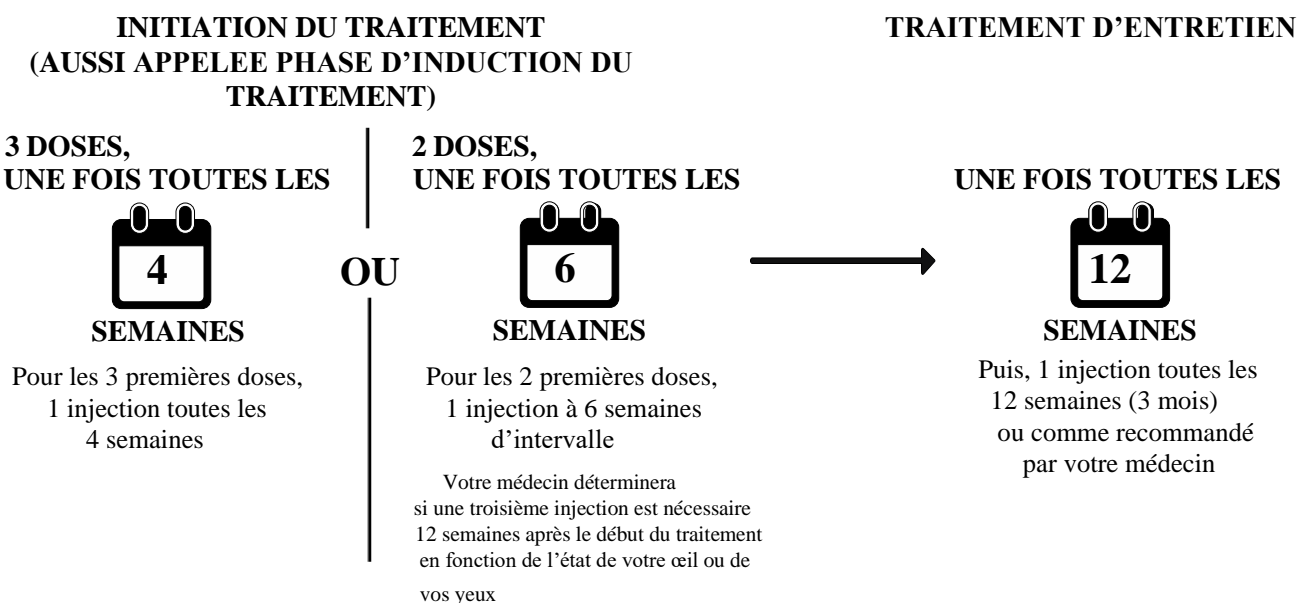 INITIATION DU TRAITEMENT
(AUSSI APPELEE PHASE D’INDUCTION DU
TRAITEMENT)
3 DOSES,
UNE FOIS TOUTES LES
4
SEMAINES
Pour les 3 premières doses,
1 injection toutes les
4 semaines
OU
2 DOSES,
UNE FOIS TOUTES LES
6
SEMAINES
Pour les 2 premières doses,
1 injection à 6 semaines
d’intervalle
Votre médecin déterminera
si une troisième injection est nécessaire
12 semaines après le début du traitement
en fonction de l’état de votre œil ou de
vos yeux
TRAITEMENT D’ENTRETIEN
UNE FOIS TOUTES LES
12
SEMAINES
Puis, 1 injection toutes les
12 semaines (3 mois)
ou comme recommandé
par votre médecin